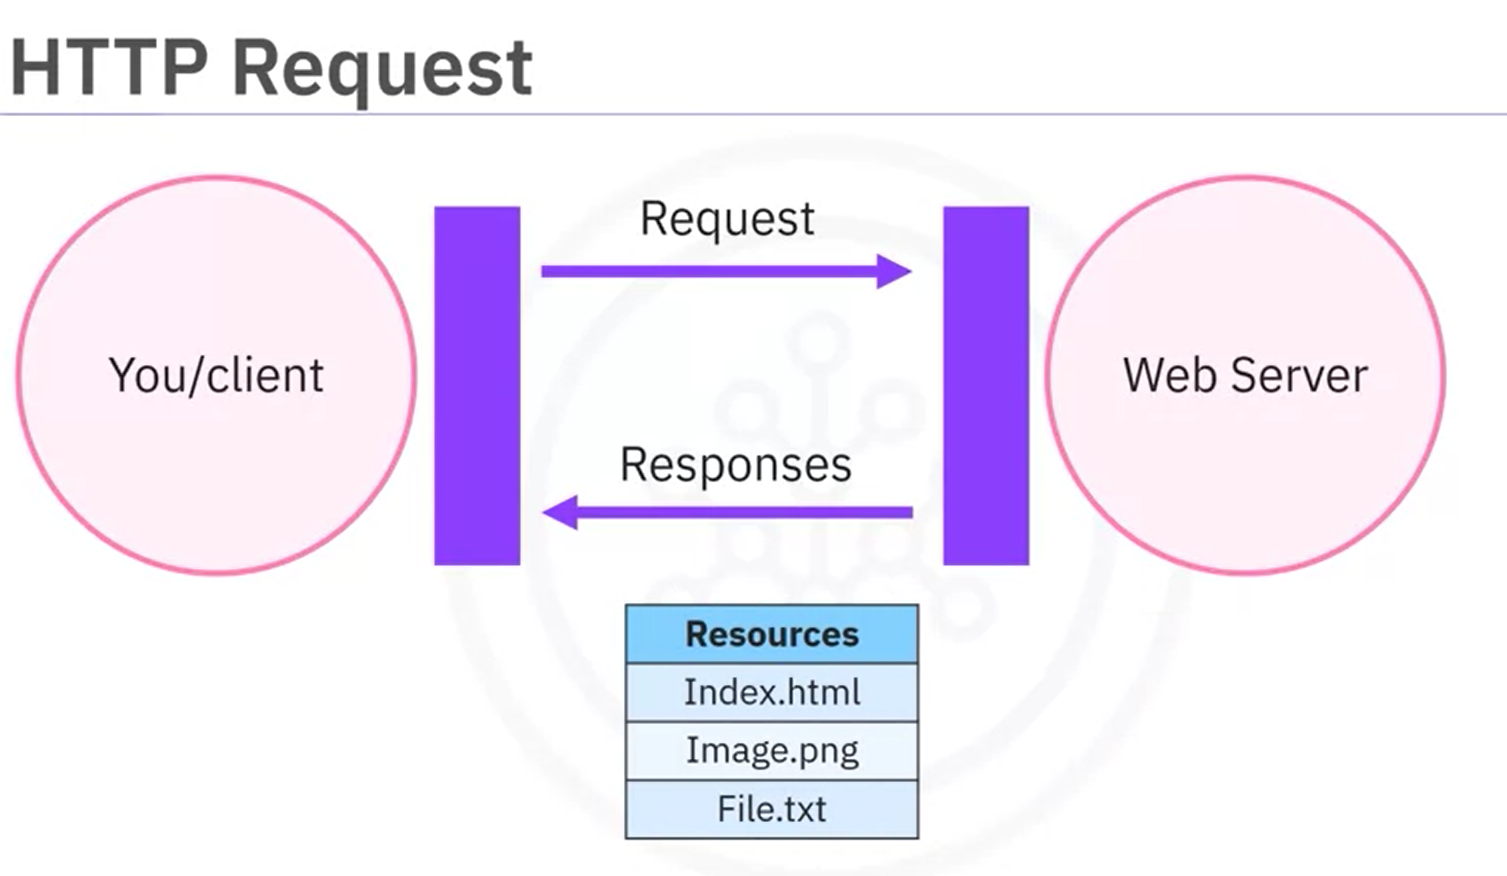 HTTP Request
Request
You/client
Web Server
Responses
Resources
Index.html
Image.png
File.txt